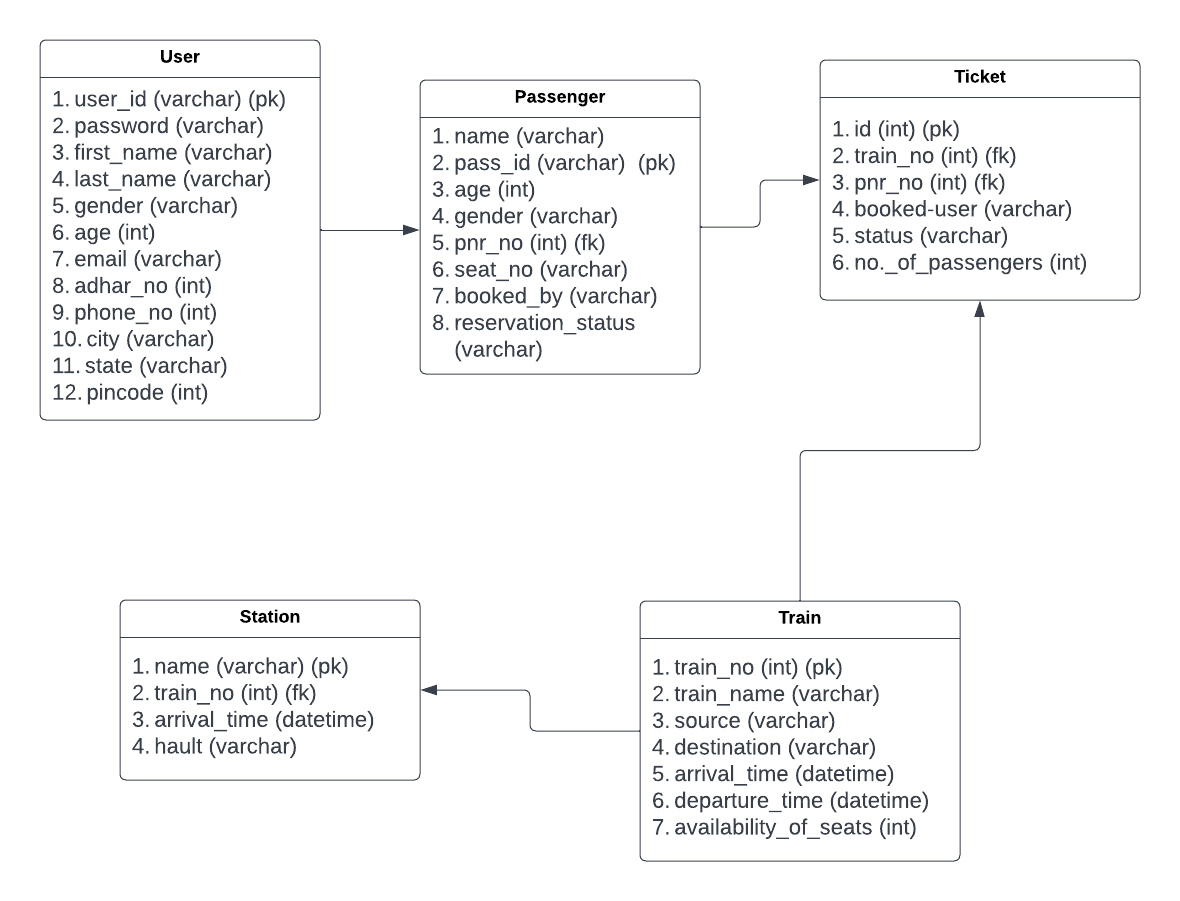 User
1. user_id (varchar) (pk)
2. password (varchar)
3. first_name (varchar)
4. last_name (varchar)
5. gender (varchar)
6. age (int)
7. email (varchar)
8. adhar_no (int)
9. phone_no (int)
10. city (varchar)
11. state (varchar)
12. pincode (int)
Passenger
1. name (varchar)
2. pass_id (varchar) (pk)
3. age (int)
4. gender (varchar)
5. pnr_no (int) (fk)
6. seat_no (varchar)
7. booked_by (varchar)
8. reservation_status
(varchar)
Ticket
1. id (int) (pk)
2. train_no (int) (fk)
3. pnr_no (int) (fk)
4. booked-user (varchar)
5. status (varchar)
6. no._of_passengers (int)
Station
1. name (varchar) (pk)
2. train_no (int) (fk)
3. arrival_time (datetime)
4. hault (varchar)
Train
1. train_no (int) (pk)
2. train_name (varchar)
3. source (varchar)
4. destination (varchar)
5. arrival_time (datetime)
6. departure_time (datetime)
7. availability_of_seats (int)